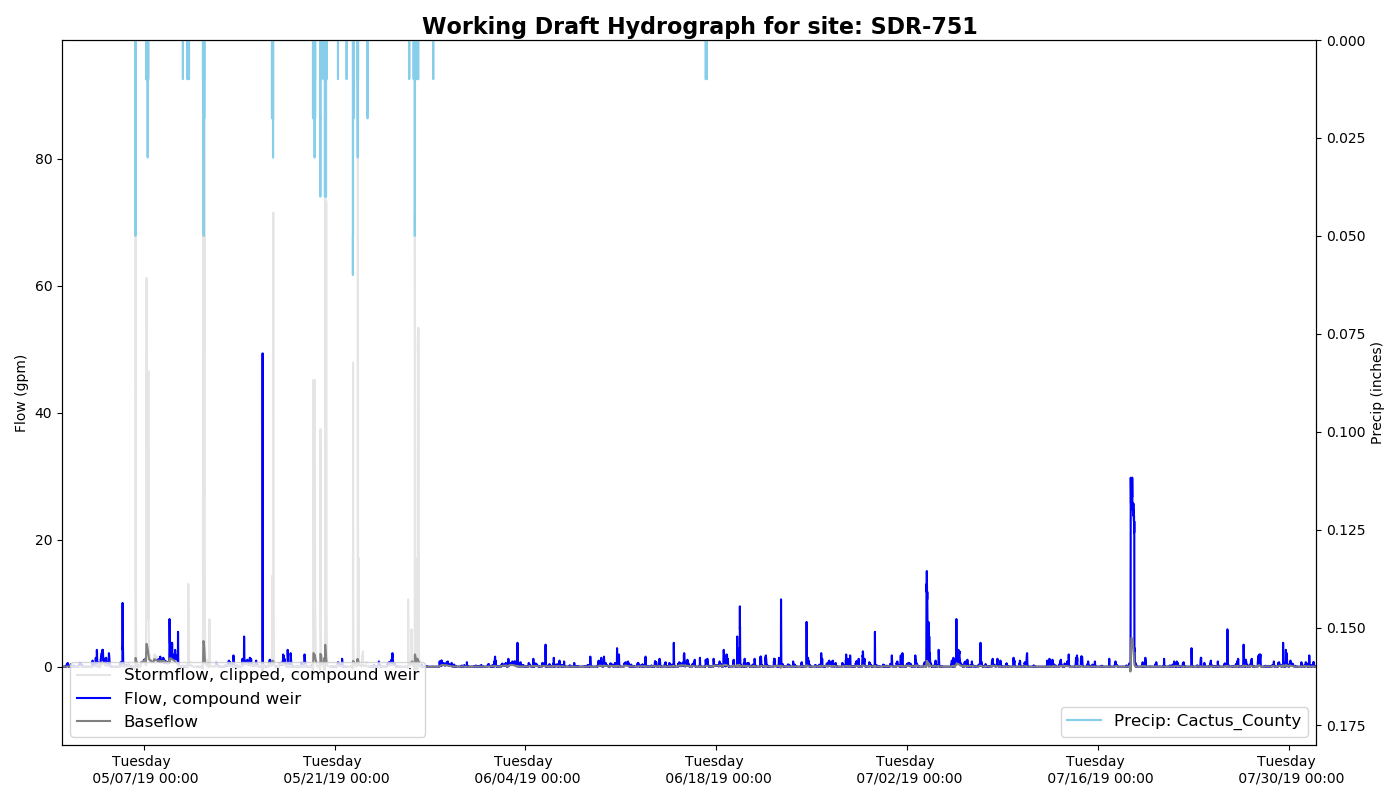 Working Draft Hydrograph for site: SDR-751
Flow (gpm)
80
60
40
20
0
Precip (inches)
0.000
0.025
0.050
0.075
0.100
0.125
0.150
0.175
Stormflow, clipped, compound weir
Flow, compound weir
Baseflow
Precip: Cactus_County
Tuesday
05/07/19 00:00
Tuesday
05/21/19 00:00
Tuesday
06/04/19 00:00
Tuesday
06/18/19 00:00
Tuesday
07/02/19 00:00
Tuesday
07/16/19 00:00
Tuesday
07/30/19 00:00